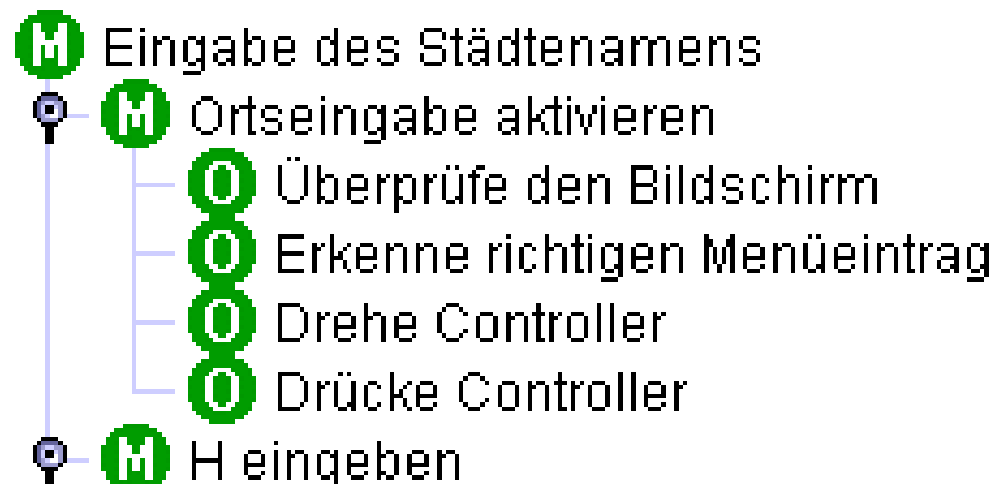 M Eingabe des Städtenamens
M Ortseingabe aktivieren
O Überprüfe den Bildschirm
O Erkenne richtigen Menüeintrag
O Drehe Controller
O Drücke Controller
M H eingeben